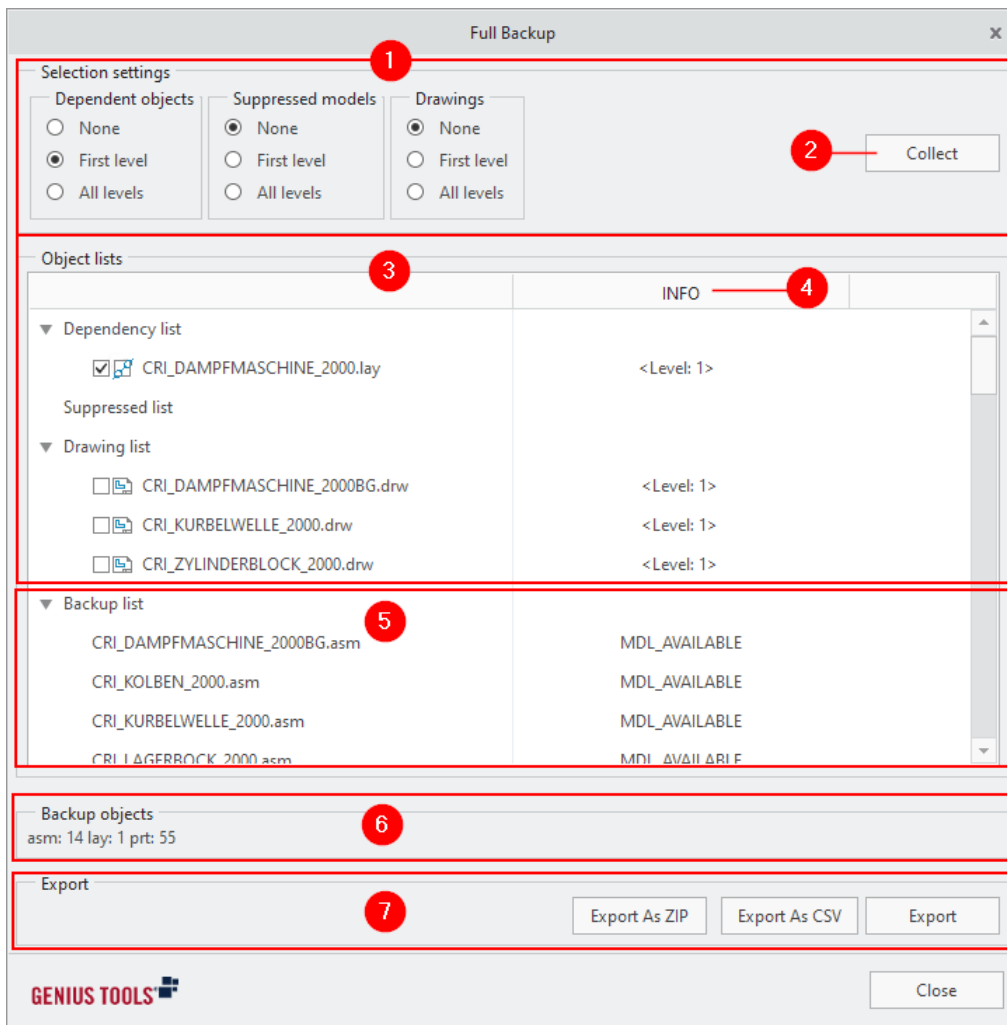 Full Backup
1
Selection settings
Dependent objects Suppressed models Drawings
None None None
First level First level First level
All levels All levels All levels
2 Collect
Object lists
3
INFO 4
Dependency list
CRI_DAMPFMASCHINE_2000.lay <Level: 1>
Suppressed list
Drawing list
CRI_DAMPFMASCHINE_2000BG.drw <Level: 1>
CRI_KURBELWELLE_2000.drw <Level: 1>
CRI_ZYLINDERBLOCK_2000.drw <Level: 1>
Backup list
5
CRI_DAMPFMASCHINE_2000BG.asm MDL_AVAILABLE
CRI_KOLBEN_2000.asm MDL_AVAILABLE
CRI_KURBELWELLE_2000.asm MDL_AVAILABLE
CRI_LAGERBOCK_2000.asm MDL_AVAILABLE
Backup objects
6
asm: 14 lay: 1 prt: 55
Export
7
Export As ZIP Export As CSV Export
GENIUS TOOLS
Close